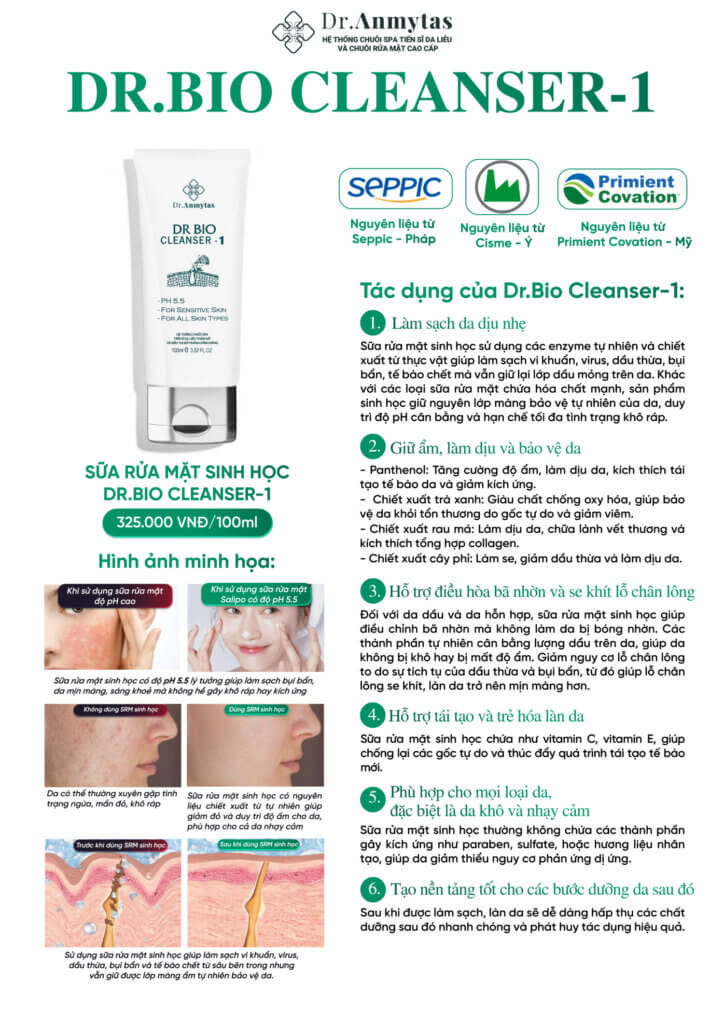 Dr.Anmytas
HỆ THỐNG CHUỖI SPA TIẾN SĨ DA LIỄU
VÀ CHUỖI RỬA MẶT CAO CẤP
DR.BIO CLEANSER-1
Dr.Anmytas
DR BIO
CLEANSER -1
- PH 5.5
- FOR SENSITIVE SKIN
- FOR ALL SKIN TYPES
HỆ THỐNG CHUỖI SPA
100ml ℮ 3.52 FL.OZ
SỮA RỬA MẶT SINH HỌC
DR.BIO CLEANSER-1
325.000 VNĐ/100ml
Hình ảnh minh họa:
Khi sử dụng sữa rửa mặt
độ pH cao
Khi sử dụng sữa rửa mặt
Salipo có độ pH 5.5
Sữa rửa mặt sinh học có độ pH 5.5 lý tưởng giúp làm sạch bụi bẩn,
da mịn màng, sáng khoẻ mà không hề gây khô ráp hay kích ứng
Không dùng SRM sinh học
Dùng SRM sinh học
Da có thể thường xuyên gặp tình
trạng ngứa, mẩn đỏ, khô ráp
Sữa rửa mặt sinh học có nguyên
liệu chiết xuất từ tự nhiên giúp
giảm đỏ và duy trì độ ẩm cho da,
phù hợp cho cả da nhạy cảm
Trước khi dùng SRM sinh học
Sau khi dùng SRM sinh học
Sử dụng sữa rửa mặt sinh học giúp làm sạch vi khuẩn, virus,
dầu thừa, bụi bẩn và tế bào chết từ sâu bên trong nhưng
vẫn giữ được lớp màng ẩm tự nhiên bảo vệ da.
SEPPIC
Primient
Covation
Nguyên liệu từ
Seppic - Pháp
Nguyên liệu từ
Cisme - Ý
Nguyên liệu từ
Primient Covation - Mỹ
Tác dụng của Dr.Bio Cleanser-1:
1. Làm sạch da dịu nhẹ
Sữa rửa mặt sinh học sử dụng các enzyme tự nhiên và chiết
xuất từ thực vật giúp làm sạch vi khuẩn, virus, dầu thừa, bụi
bẩn, tế bào chết mà vẫn giữ lại lớp dầu mỏng trên da. Khác
với các loại sữa rửa mặt chứa hóa chất mạnh, sản phẩm
sinh học giữ nguyên lớp màng bảo vệ tự nhiên của da, duy
trì độ pH cân bằng và hạn chế tối đa tình trạng khô ráp.
2. Giữ ẩm, làm dịu và bảo vệ da
- Panthenol: Tăng cường độ ẩm, làm dịu da, kích thích tái
tạo tế bào da và giảm kích ứng.
- Chiết xuất trà xanh: Giàu chất chống oxy hóa, giúp bảo
vệ da khỏi tổn thương do gốc tự do và giảm viêm.
- Chiết xuất rau má: Làm dịu da, chữa lành vết thương và
kích thích tổng hợp collagen.
- Chiết xuất cây phỉ: Làm se, giảm dầu thừa và làm dịu da.
3. Hỗ trợ điều hòa bã nhờn và se khít lỗ chân lông
Đối với da dầu và da hỗn hợp, sữa rửa mặt sinh học giúp
điều chỉnh bã nhờn mà không làm da bị bóng nhờn. Các
thành phần tự nhiên cân bằng lượng dầu trên da, giúp da
không bị khô hay bị mất độ ẩm. Giảm nguy cơ lỗ chân lông
to do sự tích tụ của dầu thừa và bụi bẩn, từ đó giúp lỗ chân
lông se khít, làn da trở nên mịn màng hơn.
4. Hỗ trợ tái tạo và trẻ hóa làn da
Sữa rửa mặt sinh học chứa như vitamin C, vitamin E, giúp
chống lại các gốc tự do và thúc đẩy quá trình tái tạo tế bào
mới.
5. Phù hợp cho mọi loại da,
đặc biệt là da khô và nhạy cảm
Sữa rửa mặt sinh học thường không chứa các thành phần
gây kích ứng như paraben, sulfate, hoặc hương liệu nhân
tạo, giúp da giảm thiểu nguy cơ phản ứng dị ứng.
6. Tạo nền tảng tốt cho các bước dưỡng da sau đó
Sau khi được làm sạch, làn da sẽ dễ dàng hấp thụ các chất
dưỡng sau đó nhanh chóng và phát huy tác dụng hiệu quả.